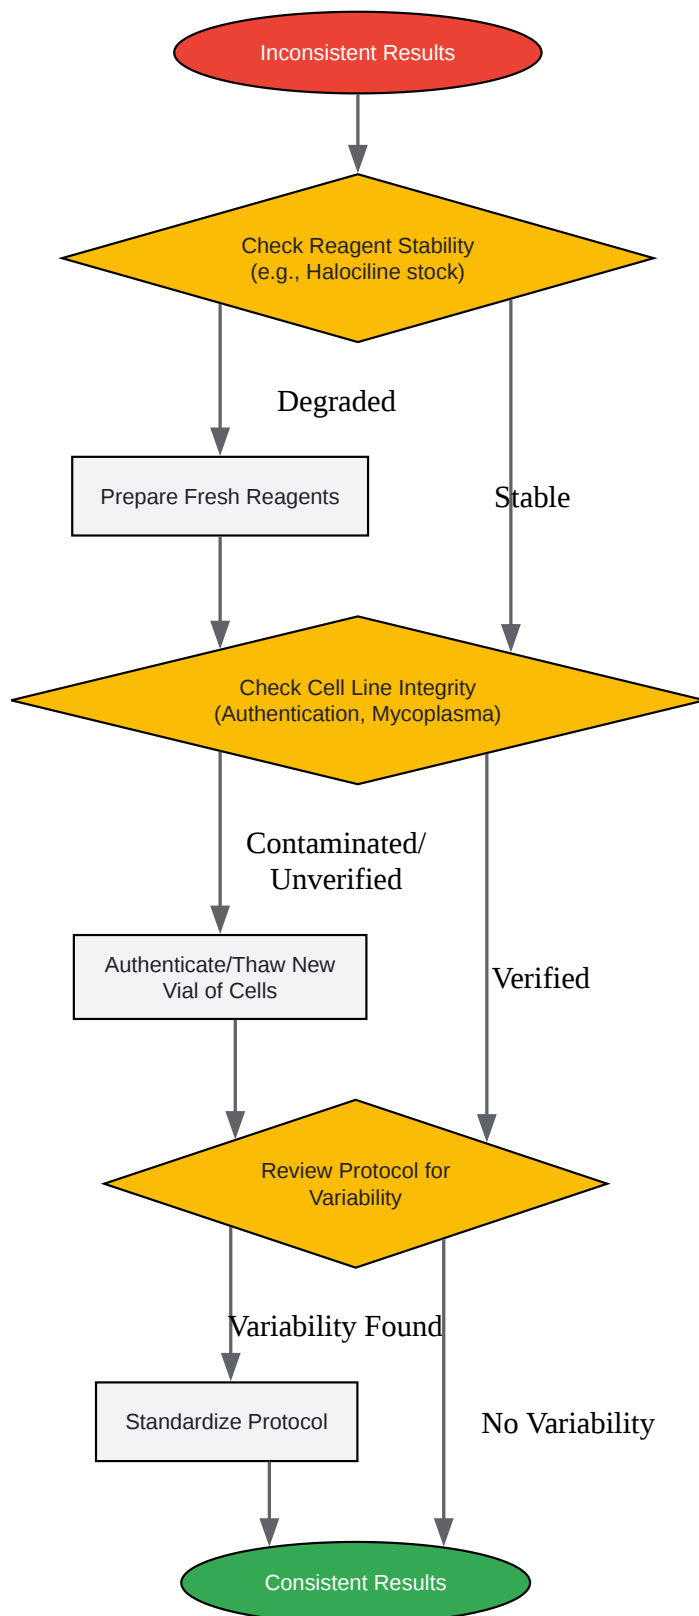 Inconsistent Results
Check Reagent Stability
(e.g., Halociline stock)
Degraded
Prepare Fresh Reagents
Stable
Check Cell Line Integrity
(Authentication, Mycoplasma)
Contaminated/
Unverified
Authenticate/Thaw New
Vial of Cells
Verified
Review Protocol for
Variability
Variability Found
Standardize Protocol
No Variability
Consistent Results